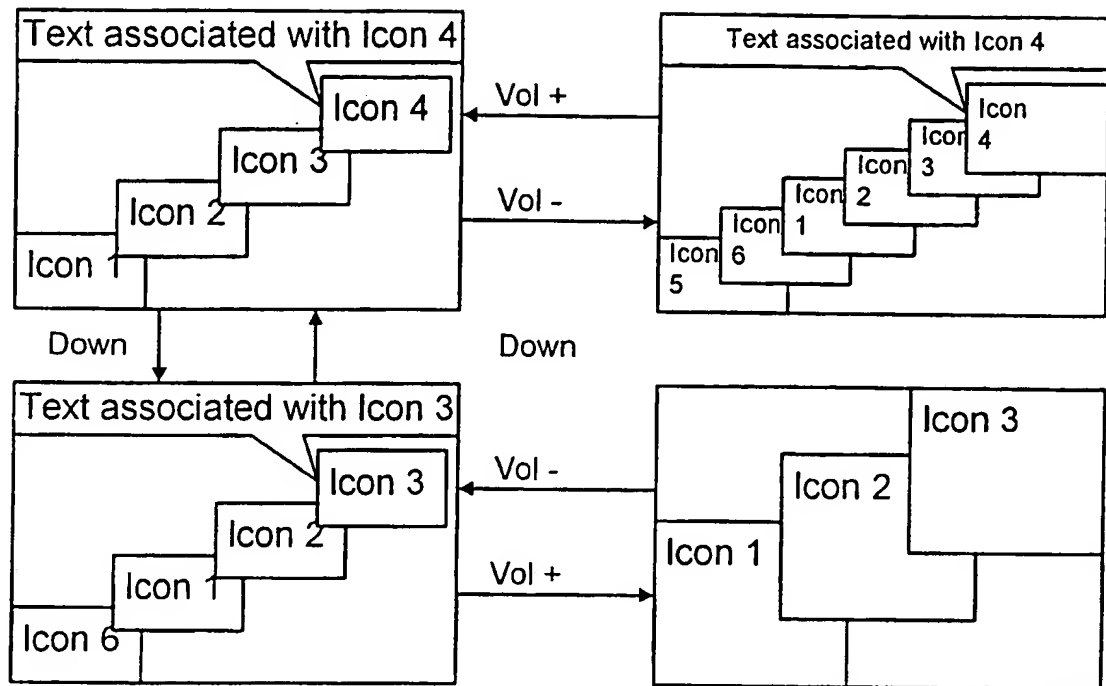 Text associated with Icon 4
Icon 4
Icon 3
Icon 2
Icon 1
Vol +
Vol -
Text associated with Icon 4
Icon
4
Icon
3
Icon
2
Icon
1
Icon
6
Icon
5
Down
Down
Text associated with Icon 3
Icon 3
Icon 2
Icon 1
Icon 6
Vol -
Vol +
Icon 3
Icon 2
Icon 1